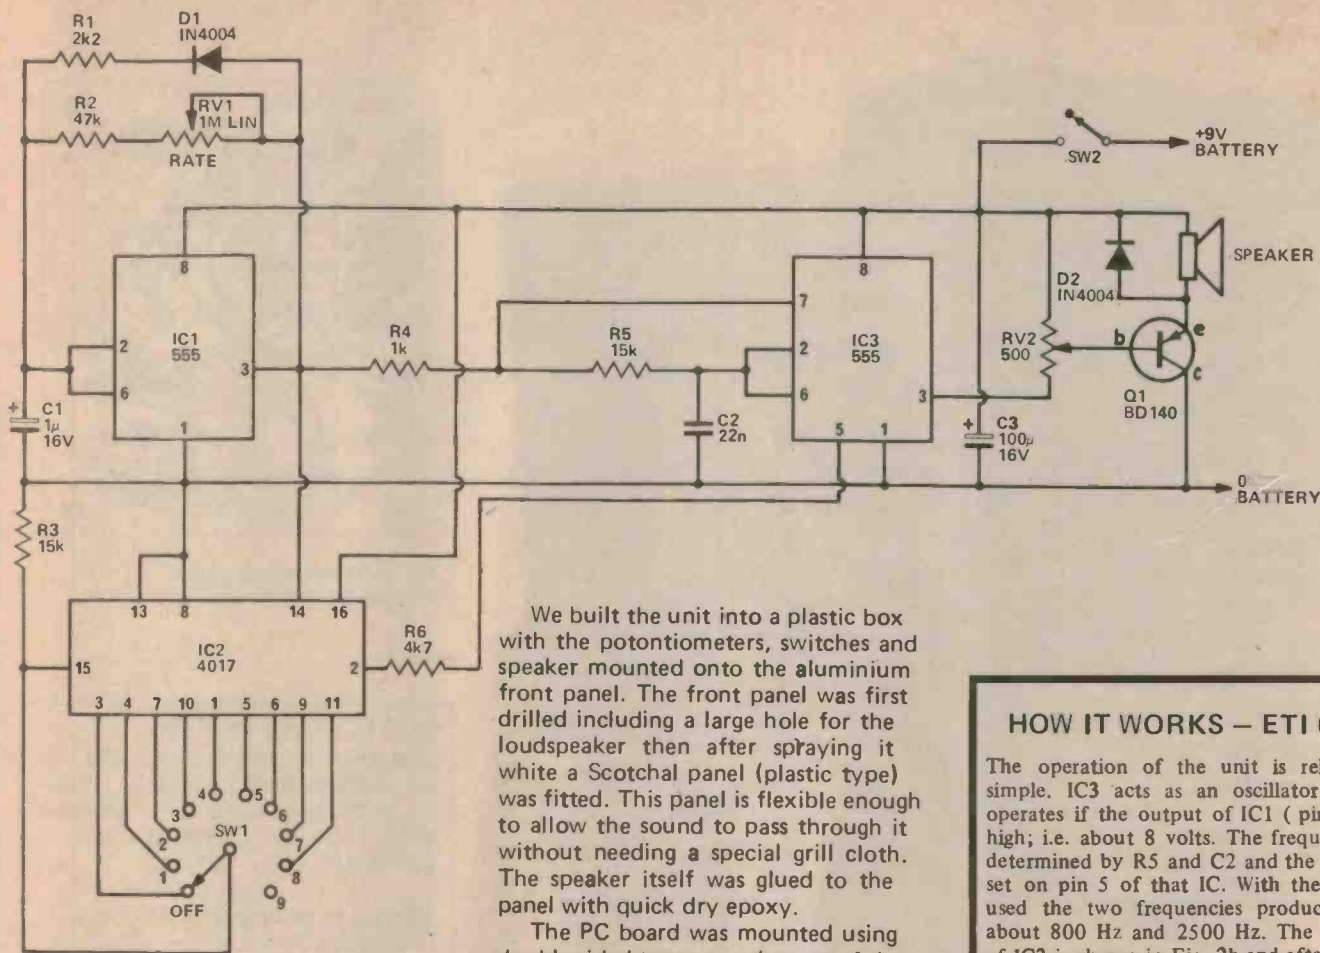 R1
2k2
D1
IN4004
R2
47k
RV1
1M LIN
RATE
SW2
+9V
BATTERY
8
IC1
555
2
6
3
1
+
C1
1µ
16V
R4
1k
R5
15k
C2
22n
8
7
IC3
555
2
6
3
5
1
D2
IN4004
SPEAKER
RV2
500
b
e
c
Q1
BD140
+
C3
100µ
16V
0
BATTERY
R3
15k
13
8
14
16
IC2
4017
15
2
R6
4k7
3
4
7
10
1
5
6
9
11
4
5
3
6
SW1
2
7
1
8
OFF
9
We built the unit into a plastic box
with the potontiometers, switches and
speaker mounted onto the aluminium
front panel. The front panel was first
drilled including a large hole for the
loudspeaker then after spraying it
white a Scotchal panel (plastic type)
was fitted. This panel is flexible enough
to allow the sound to pass through it
without needing a special grill cloth.
The speaker itself was glued to the
panel with quick dry epoxy.
The PC board was mounted using
HOW IT WORKS – ETI
The operation of the unit is
simple. IC3 acts as an oscillator
operates if the output of IC1 ( pin
high; i.e. about 8 volts. The
determined by R5 and C2 and the
set on pin 5 of that IC. With the
used the two frequencies
about 800 Hz and 2500 Hz. The